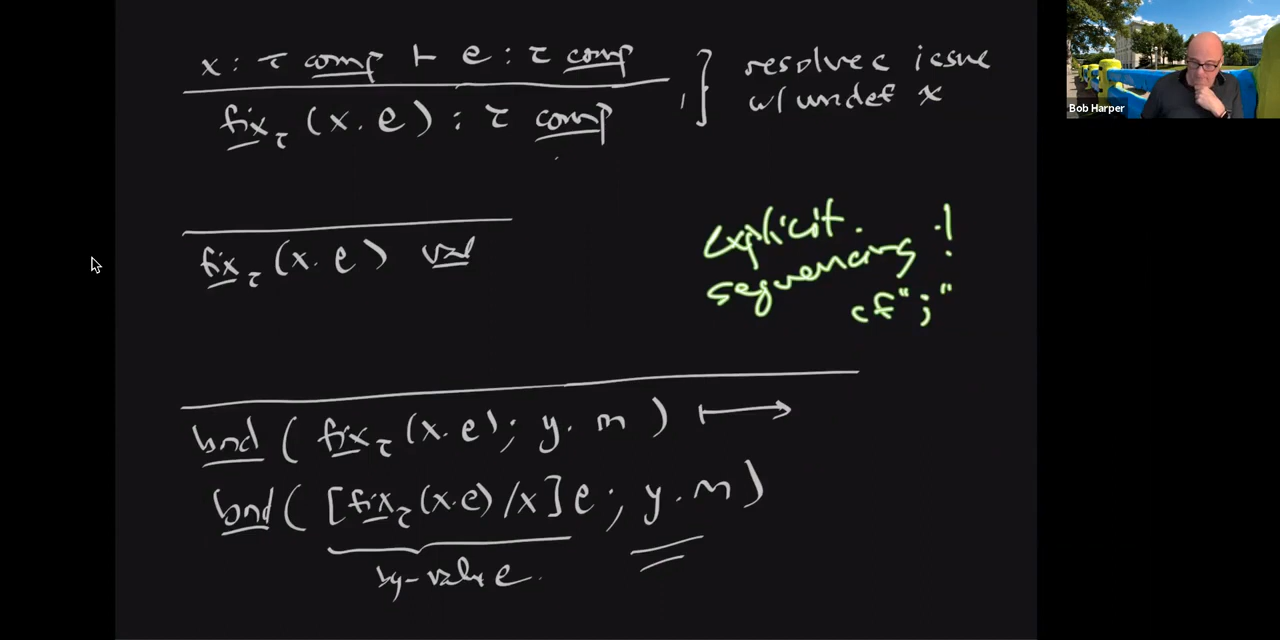 x : τ comp ⊢ e : τ comp
fix_τ (x. e) : τ comp
resolves issue
w/ undef x
Bob Harper
fix_τ (x. e) val
explicit
sequencing !
cf ";"
bnd ( fix_τ (x. e) ; y. m ) ↦
bnd ( [fix_τ (x.e) / x] e ; y. m )
by-value